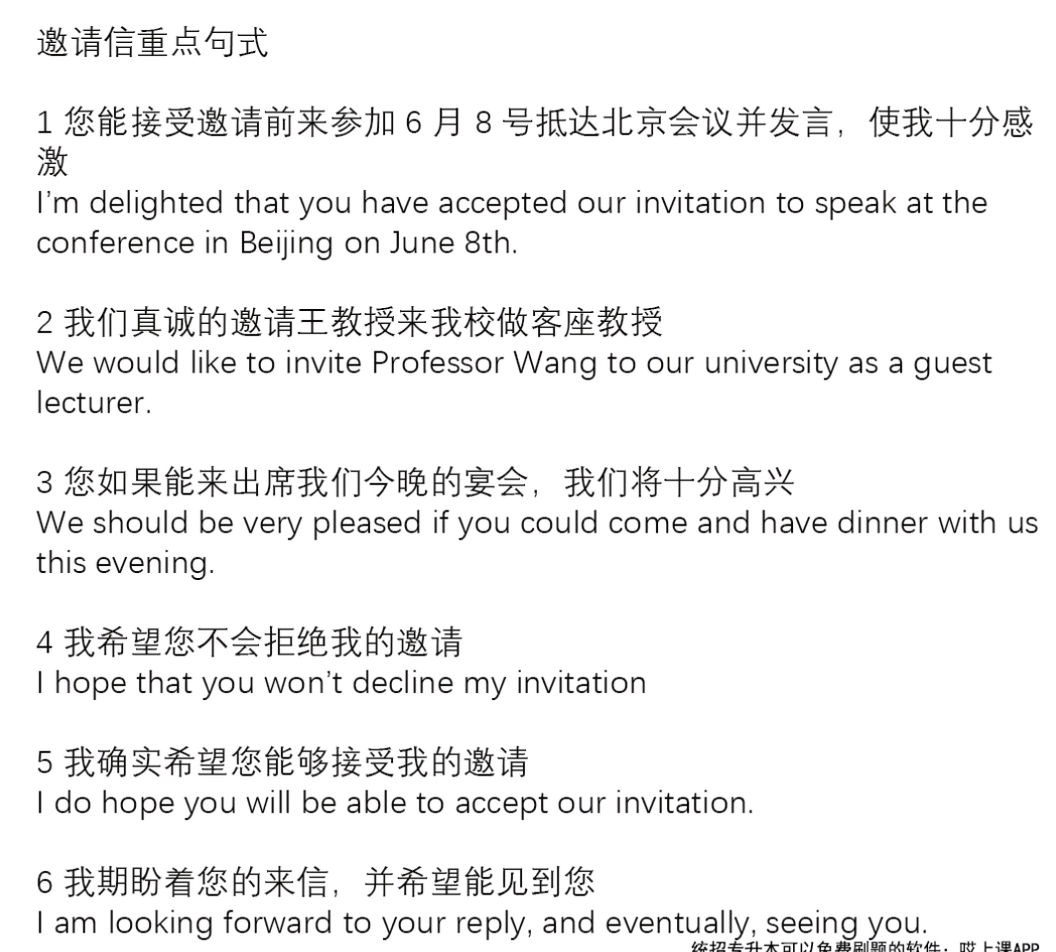 邀请信重点句式
1 您能接受邀请前来参加 6 月 8 号抵达北京会议并发言，使我十分感
激
I’m delighted that you have accepted our invitation to speak at the
conference in Beijing on June 8th.
2 我们真诚的邀请王教授来我校做客座教授
We would like to invite Professor Wang to our university as a guest
lecturer.
3 您如果能来出席我们今晚的宴会，我们将十分高兴
We should be very pleased if you could come and have dinner with us
this evening.
4 我希望您不会拒绝我的邀请
I hope that you won’t decline my invitation
5 我确实希望您能够接受我的邀请
I do hope you will be able to accept our invitation.
6 我期盼着您的来信，并希望能见到您
I am looking forward to your reply, and eventually, seeing you.
统招专升本可以免费刷题的软件：哎上课APP